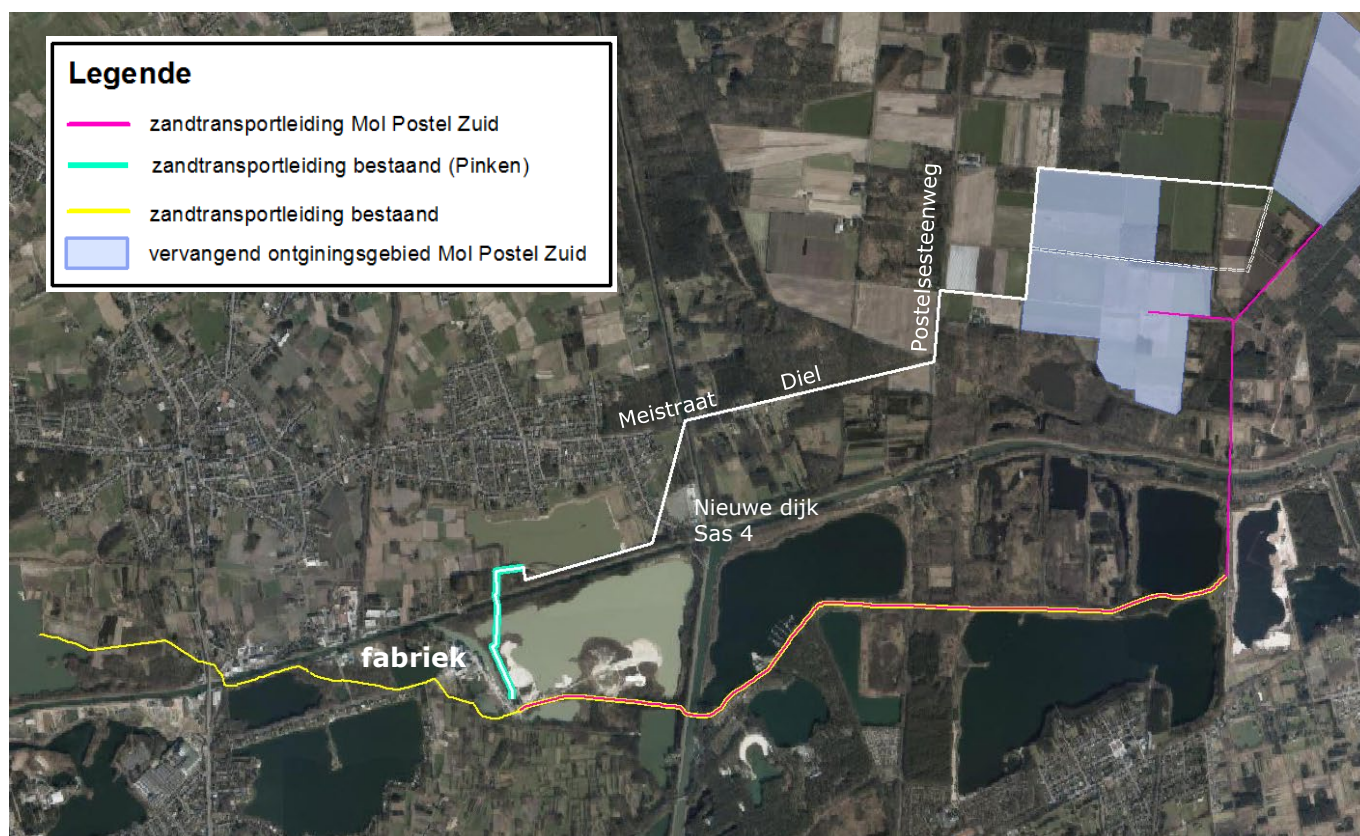 Legende
zandtransportleiding Mol Postel Zuid
zandtransportleiding bestaand (Pinken)
zandtransportleiding bestaand
vervangend ontginingsgebied Mol Postel Zuid
Postelsesteenweg
Diel
Meistraat
Nieuwe dijk
Sas 4
fabriek